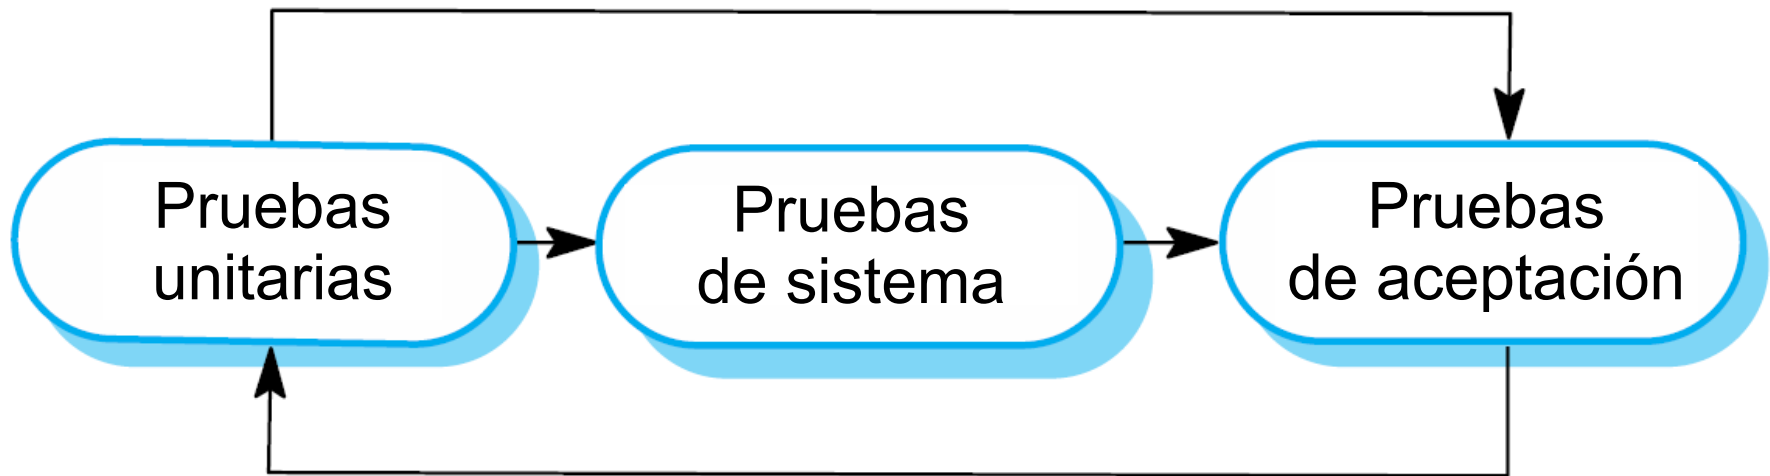 Pruebas
unitarias
Pruebas
de sistema
Pruebas
de aceptación